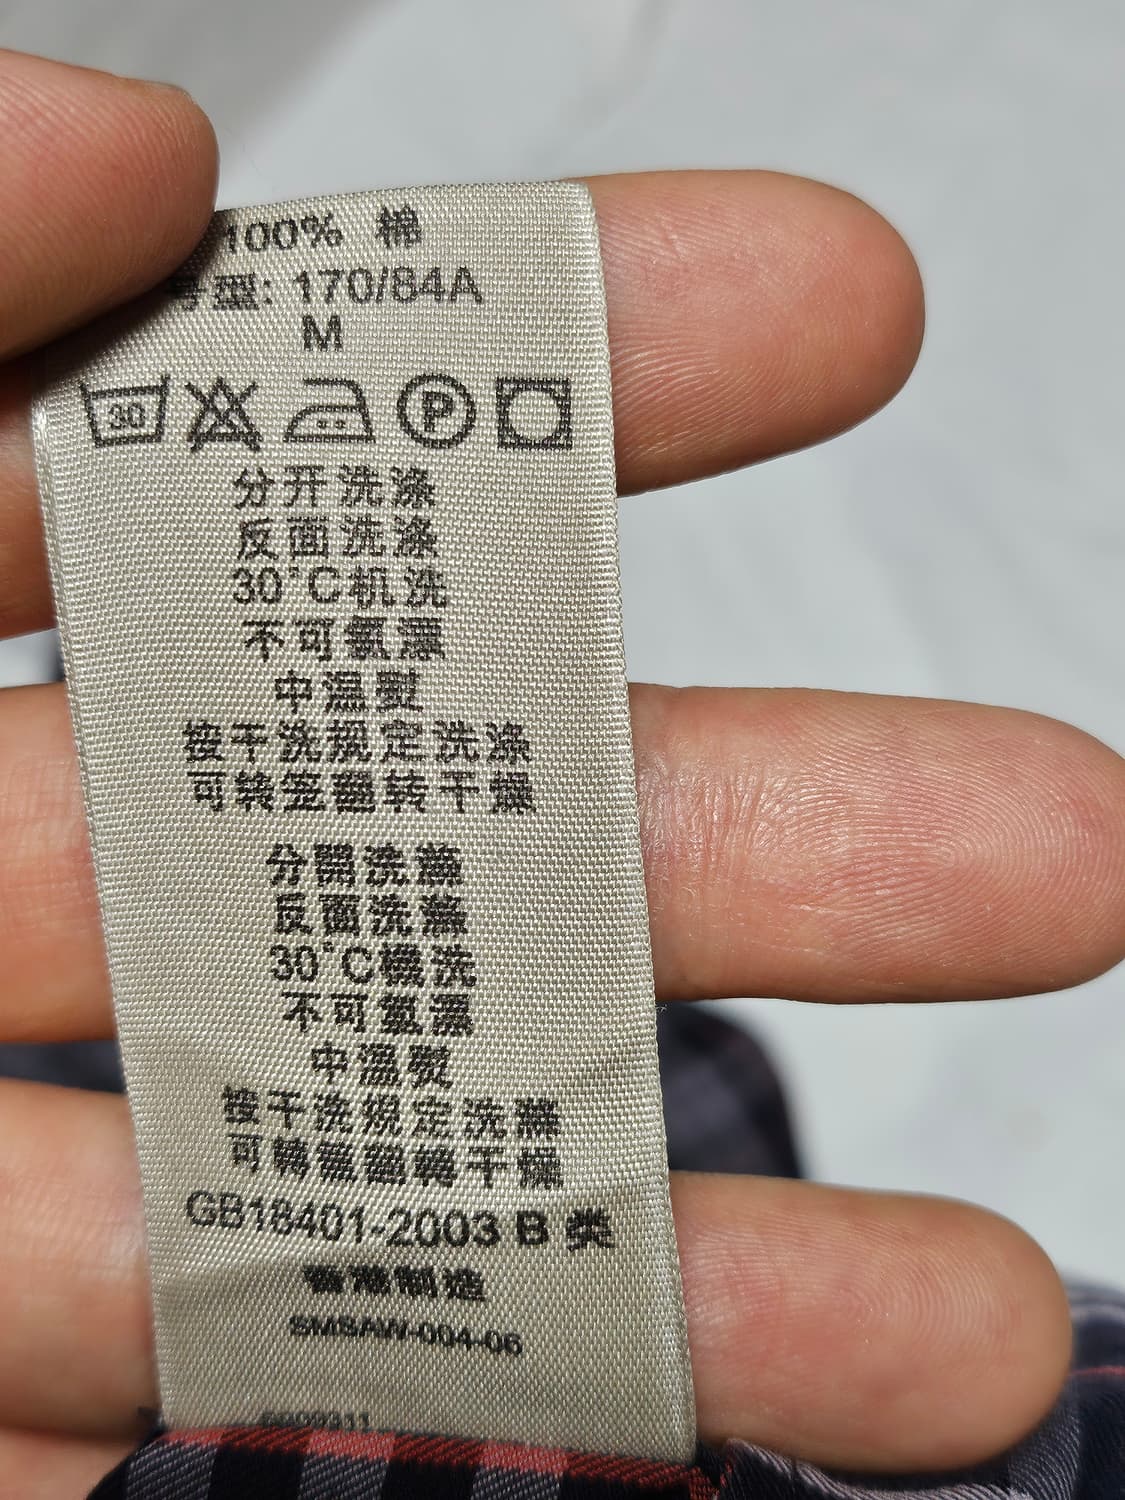 100% 棉
号型: 170/84A
M
30
P
分开洗涤
反面洗涤
30°C机洗
不可氯漂
中温熨
按干洗规定洗涤
可转笼翻转干燥
分開洗滌
反面洗滌
30°C機洗
不可氯漂
中溫熨
按干洗規定洗滌
可轉籠翻轉干燥
GB18401-2003 B 类
香港制造
SMSAW-004-06